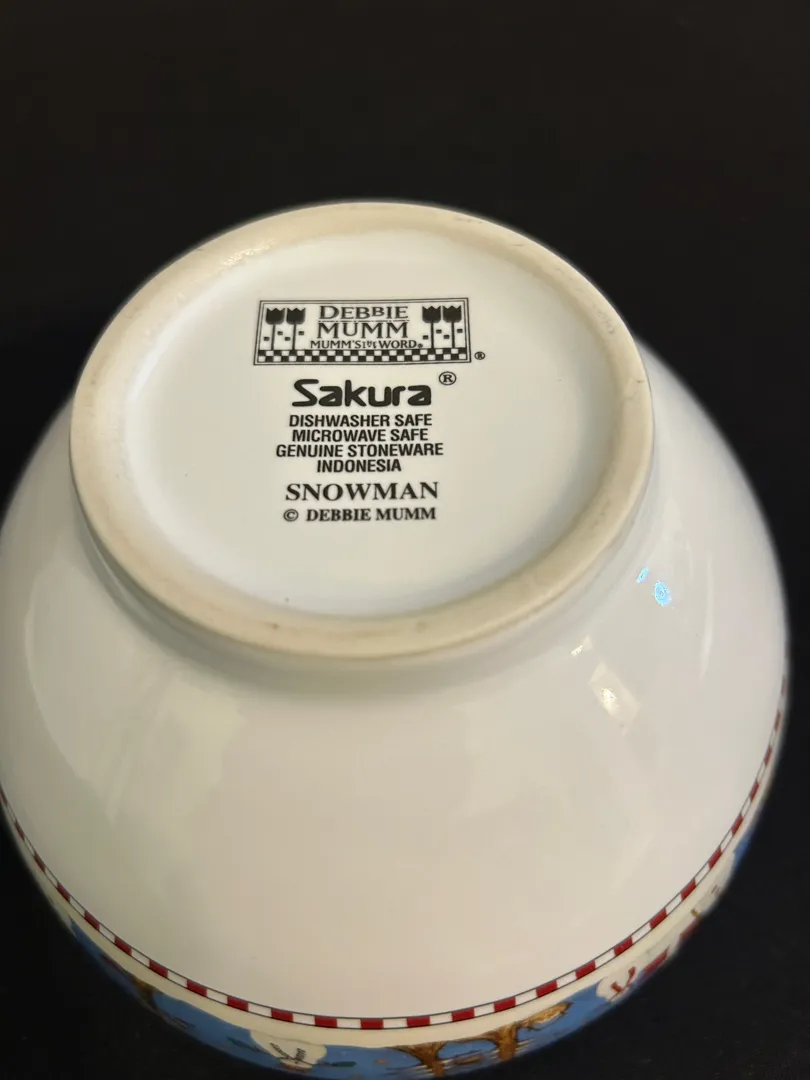 DEBBIE
MUMM
MUMM'S THE WORD®
®
Sakura ®
DISHWASHER SAFE
MICROWAVE SAFE
GENUINE STONEWARE
INDONESIA
SNOWMAN
© DEBBIE MUMM